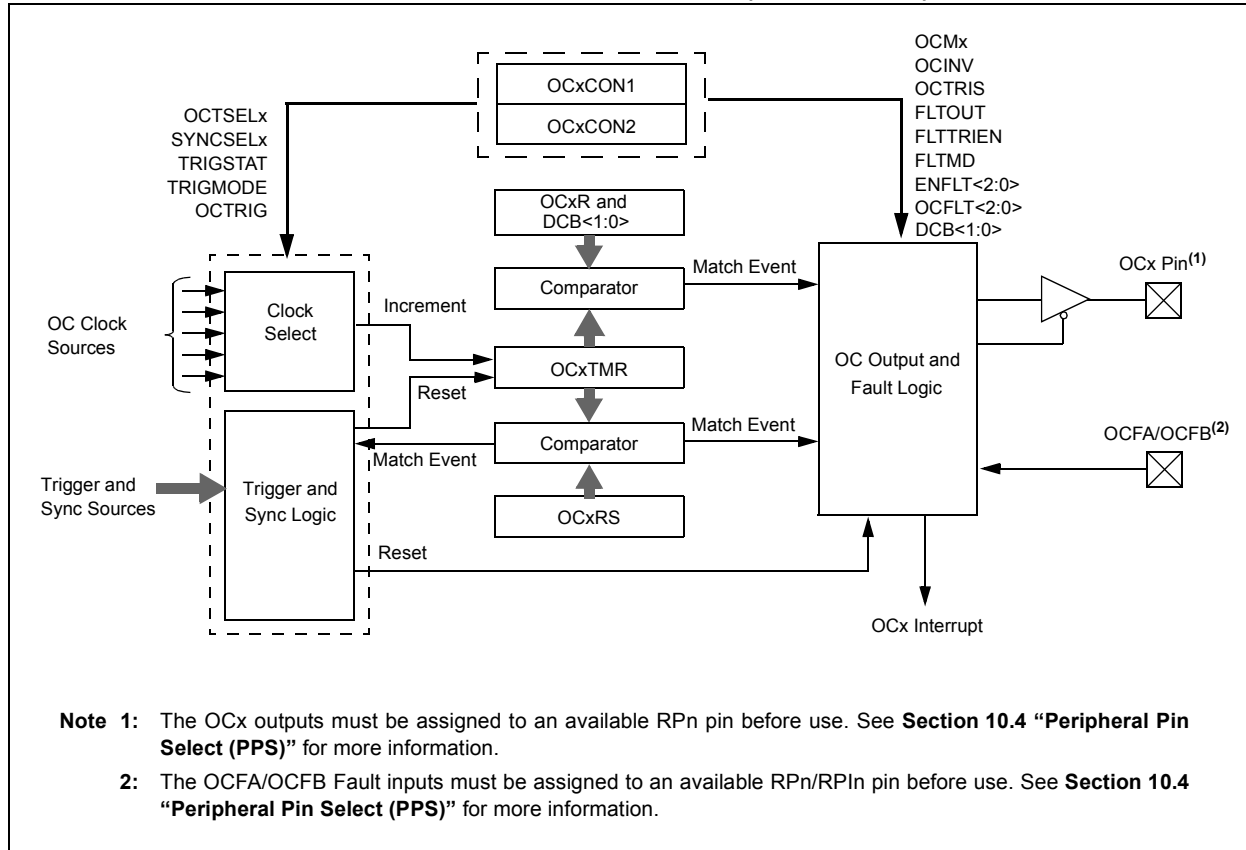 OCxCON1
OCxCON2
OCTSELx
SYNCSELx
TRIGSTAT
TRIGMODE
OCTRIG
OCMx
OCINV
OCTRIS
FLTOUT
FLTTRIEN
FLTMD
ENFLT<2:0>
OCFLT<2:0>
DCB<1:0>
OCxR and
DCB<1:0>
Match Event
OCx Pin(1)
Comparator
Increment
Clock
Select
OC Clock
Sources
OCxTMR
OC Output and
Fault Logic
Reset
Match Event
OCFA/OCFB(2)
Comparator
Match Event
Trigger and
Sync Sources
Trigger and
Sync Logic
OCxRS
Reset
OCx Interrupt
Note 1: The OCx outputs must be assigned to an available RPn pin before use. See Section 10.4 “Peripheral Pin
Select (PPS)” for more information.
2: The OCFA/OCFB Fault inputs must be assigned to an available RPn/RPIn pin before use. See Section 10.4
“Peripheral Pin Select (PPS)” for more information.